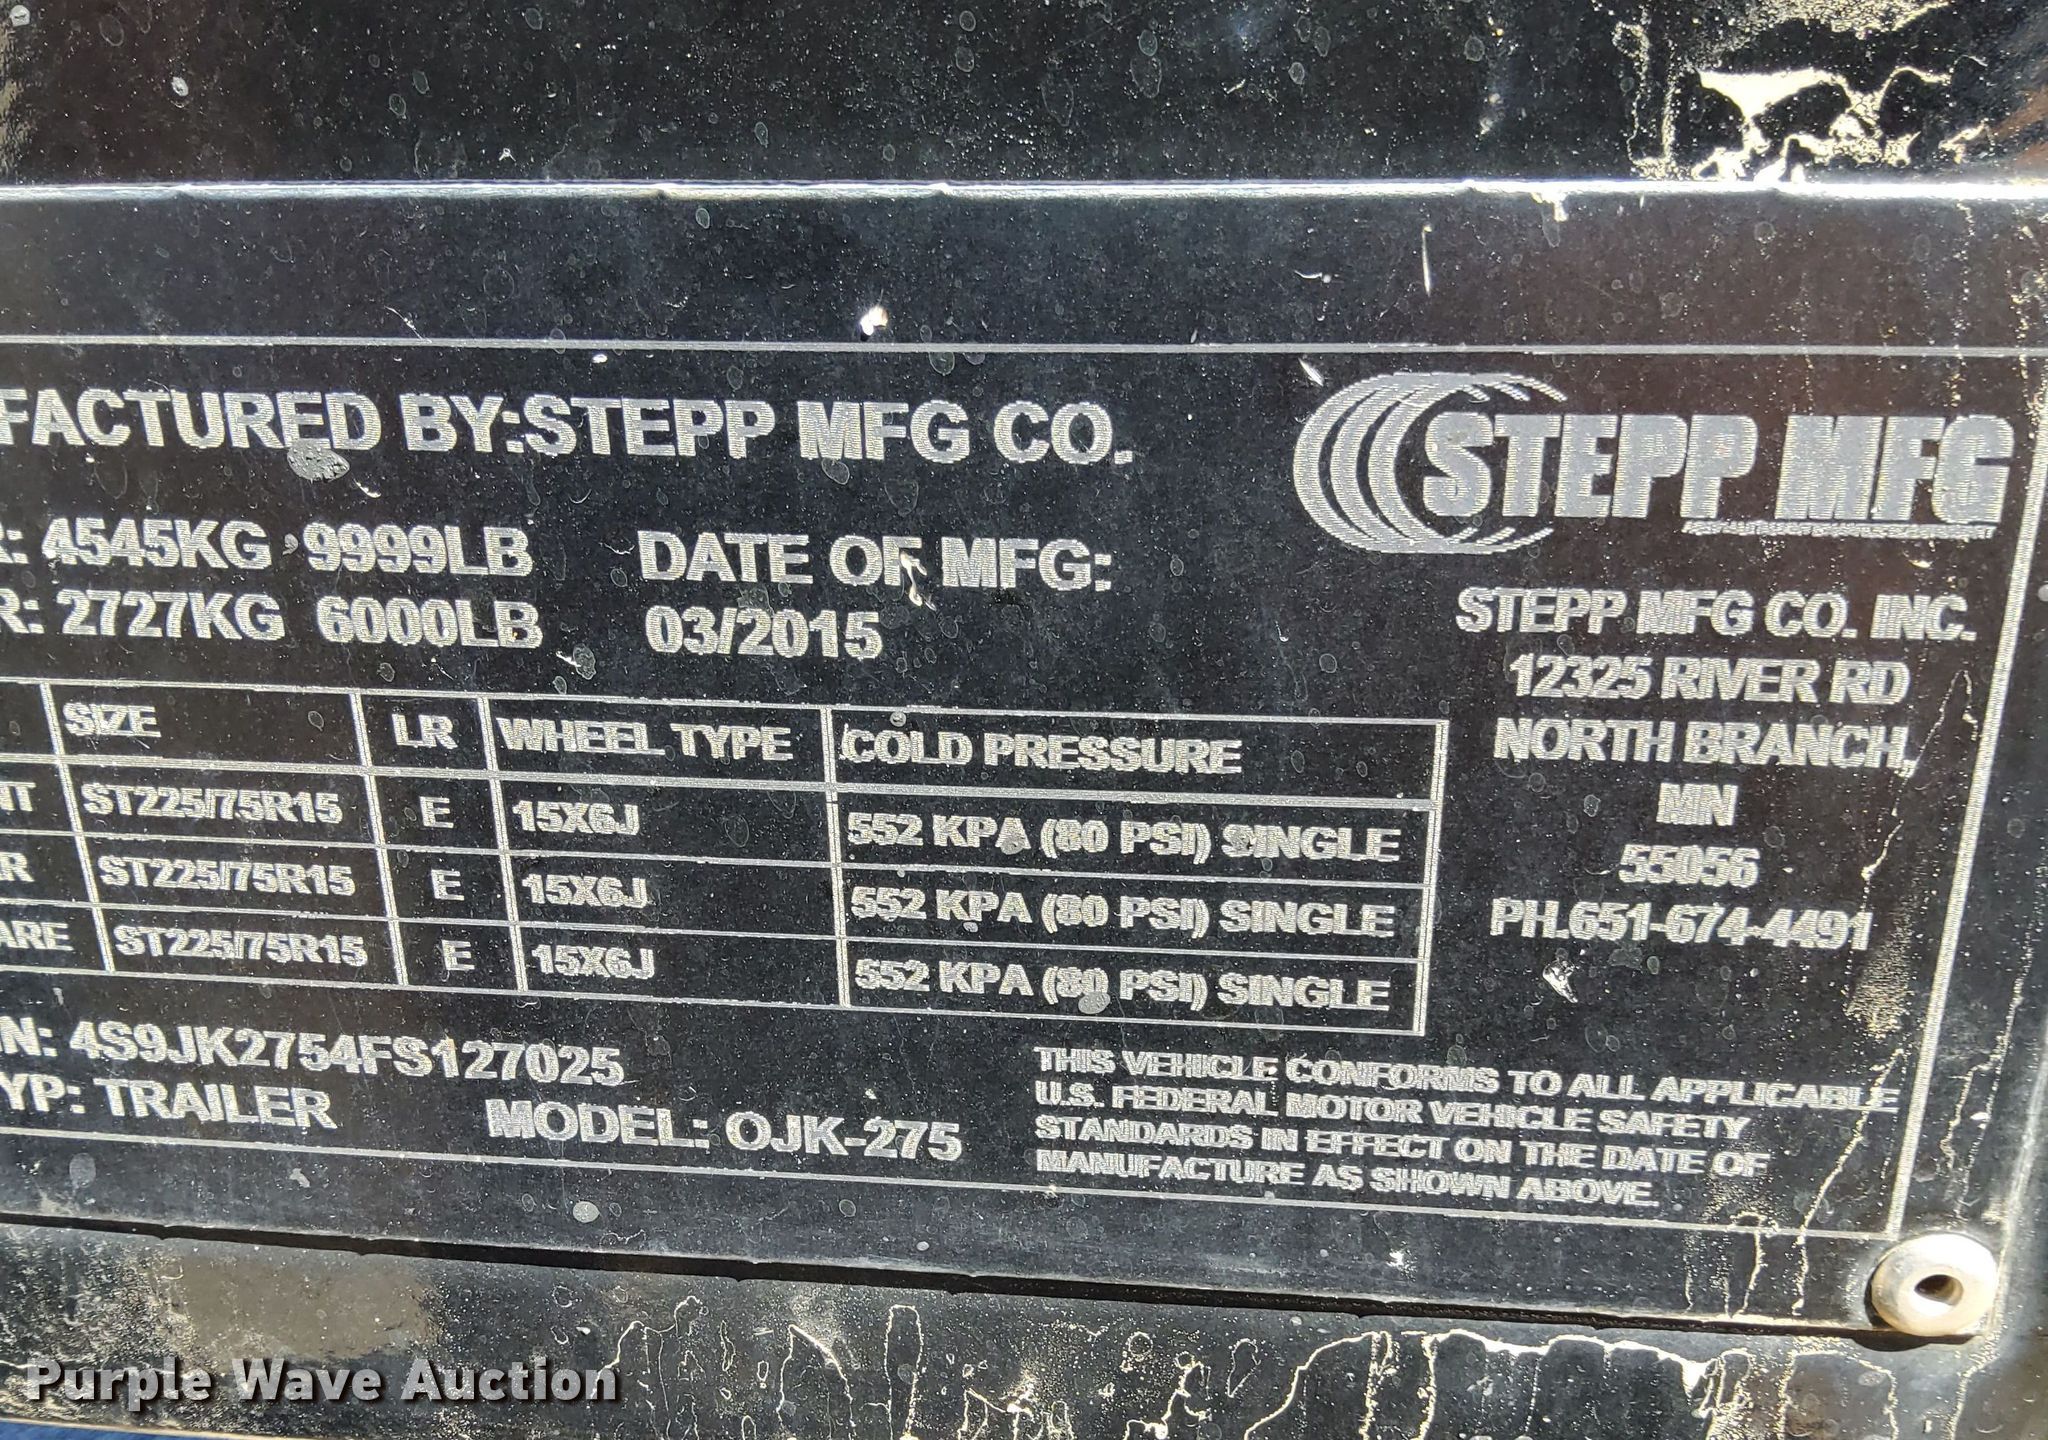 FACTURED BY:STEPP MFG CO.
STEPP MFG
R: 4545KG 9999LB DATE OF MFG:
R: 2727KG 6000LB 03/2015
STEPP MFG CO. INC.
12325 RIVER RD
NORTH BRANCH,
MN
55056
PH.651-674-4491
SIZE LR WHEEL TYPE COLD PRESSURE
NT ST225/75R15 E 15X6J 552 KPA (80 PSI) SINGLE
AR ST225/75R15 E 15X6J 552 KPA (80 PSI) SINGLE
ARE ST225/75R15 E 15X6J 552 KPA (80 PSI) SINGLE
IN: 4S9JK2754FS127025
YP: TRAILER MODEL: OJK-275
THIS VEHICLE CONFORMS TO ALL APPLICABLE
U.S. FEDERAL MOTOR VEHICLE SAFETY
STANDARDS IN EFFECT ON THE DATE OF
MANUFACTURE AS SHOWN ABOVE.
Purple Wave Auction